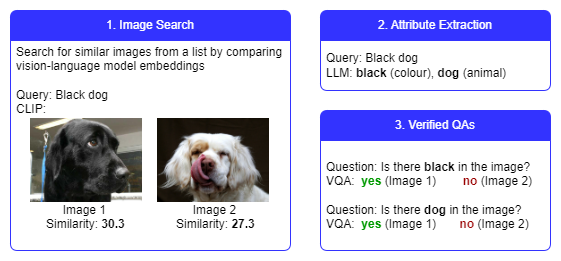 1. Image Search
Search for similar images from a list by comparing
vision-language model embeddings
Query: Black dog
CLIP:
Image 1
Similarity: 30.3
Image 2
Similarity: 27.3
2. Attribute Extraction
Query: Black dog
LLM: black (colour), dog (animal)
3. Verified QAs
Question: Is there black in the image?
VQA: yes (Image 1) no (Image 2)
Question: Is there dog in the image?
VQA: yes (Image 1) no (Image 2)